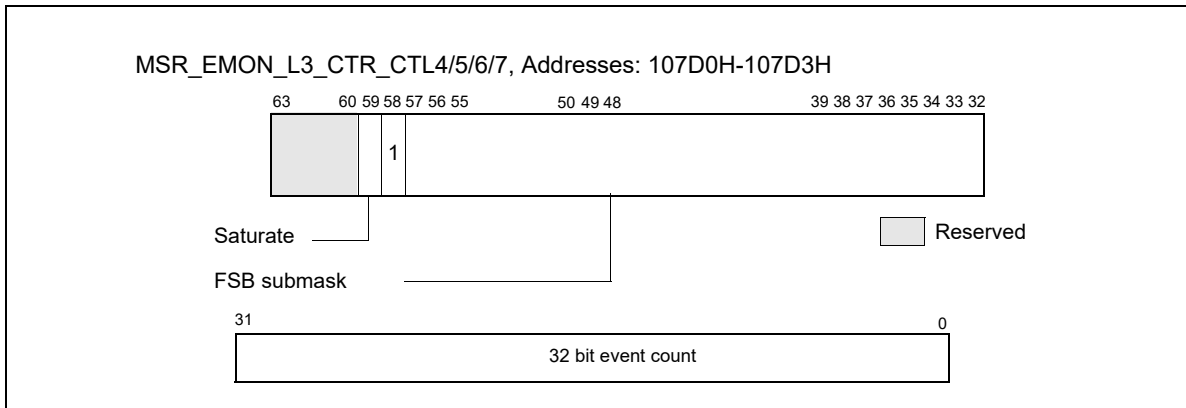 MSR_EMON_L3_CTR_CTL4/5/6/7, Addresses: 107D0H-107D3H
63 60 59 58 57 56 55 50 49 48 39 38 37 36 35 34 33 32
1
Saturate
Reserved
FSB submask
31 0
32 bit event count